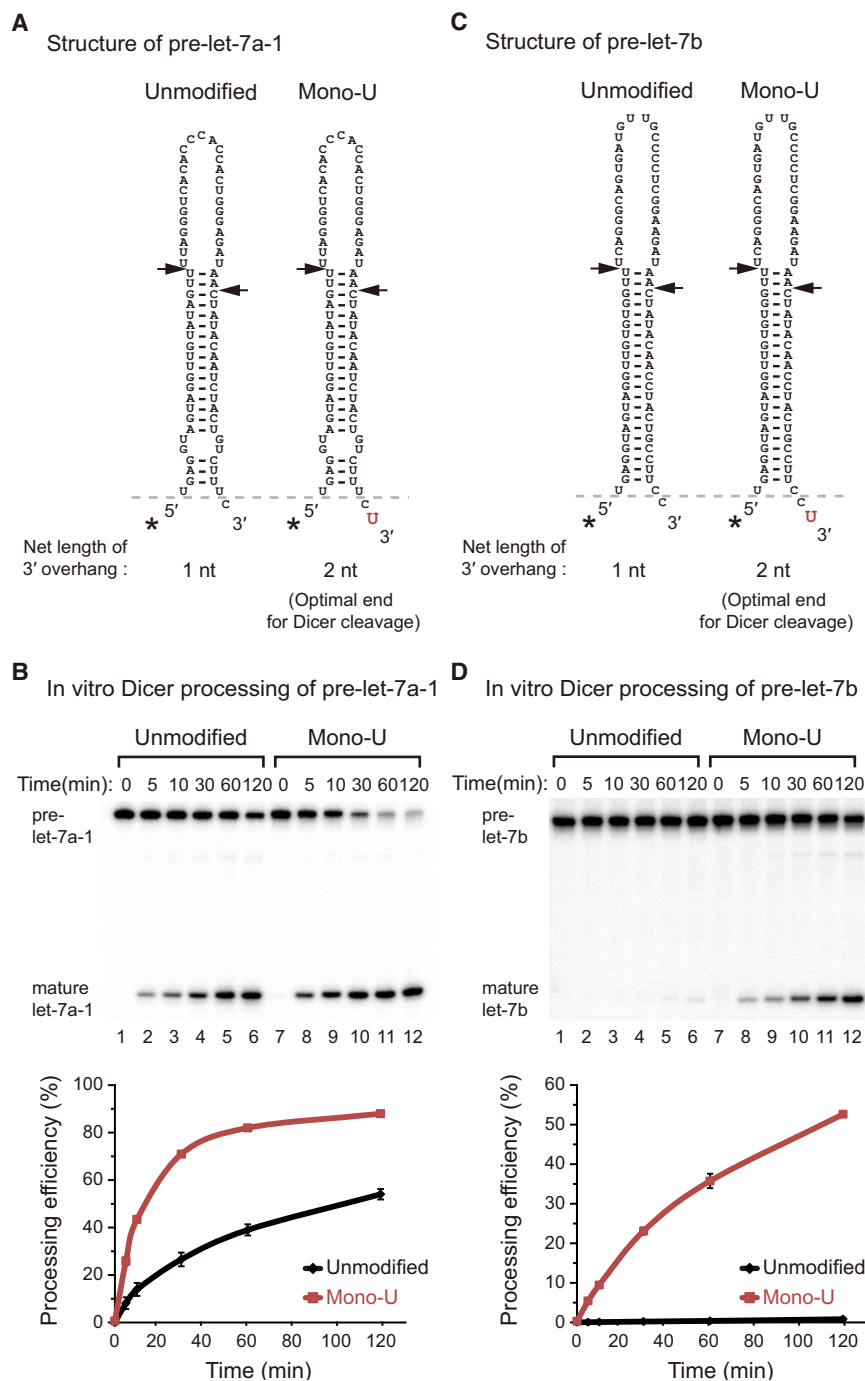 A
Structure of pre-let-7a-1
Unmodified
Mono-U
5′
*
3′
C
5′
*
C
U
3′
Net length of
3′ overhang :
1 nt
2 nt
(Optimal end
for Dicer cleavage)
C
Structure of pre-let-7b
Unmodified
Mono-U
5′
*
3′
5′
*
U
3′
Net length of
3′ overhang :
1 nt
2 nt
(Optimal end
for Dicer cleavage)
B
In vitro Dicer processing of pre-let-7a-1
Unmodified
Mono-U
Time(min): 0 5 10 30 60 120 0 5 10 30 60 120
pre-
let-7a-1
mature
let-7a-1
1 2 3 4 5 6 7 8 9 10 11 12
Processing efficiency (%)
100
80
60
40
20
0
Unmodified
Mono-U
0 20 40 60 80 100 120
Time (min)
D
In vitro Dicer processing of pre-let-7b
Unmodified
Mono-U
Time(min): 0 5 10 30 60 120 0 5 10 30 60 120
pre-
let-7b
mature
let-7b
1 2 3 4 5 6 7 8 9 10 11 12
Processing efficiency (%)
60
50
40
30
20
10
0
Unmodified
Mono-U
0 20 40 60 80 100 120
Time (min)